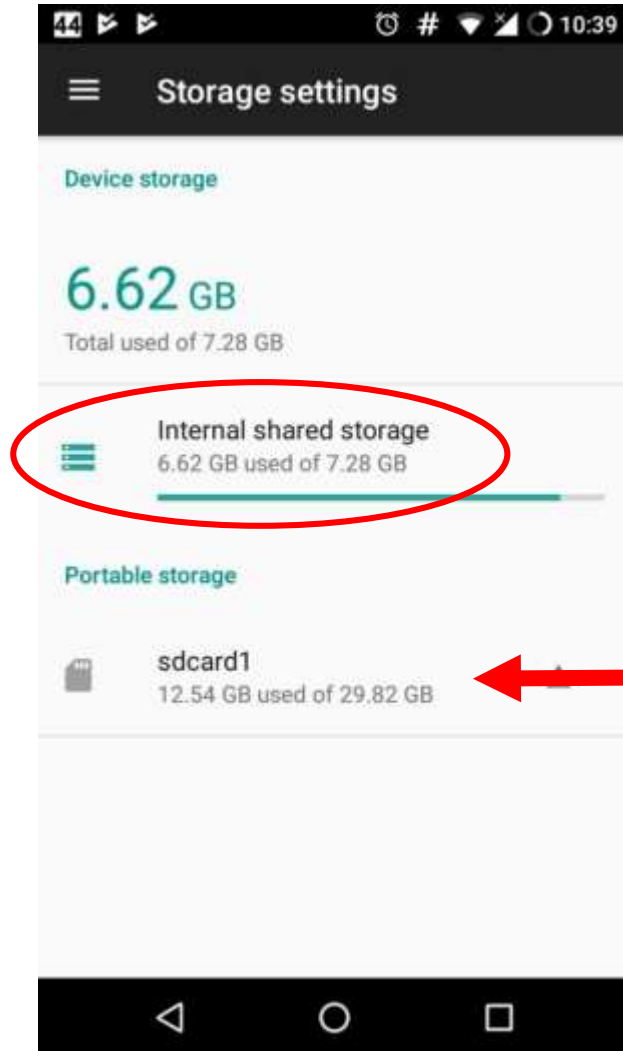 44 # 10:39
Storage settings
Device storage
6.62 GB
Total used of 7.28 GB
Internal shared storage
6.62 GB used of 7.28 GB
Portable storage
sdcard1
12.54 GB used of 29.82 GB